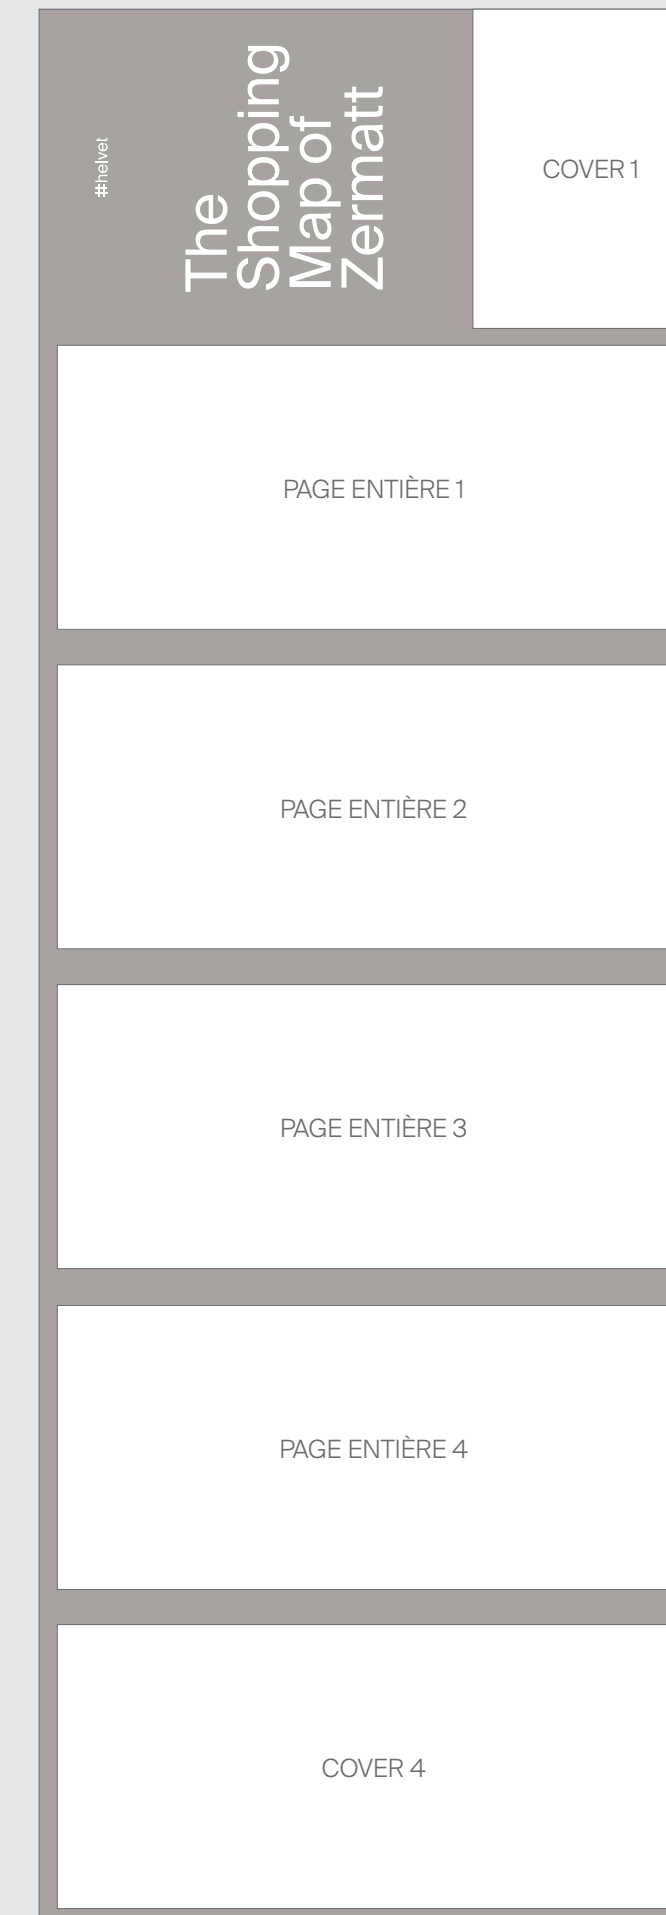 #helvet
The
Shopping
Map of
Zermatt
COVER 1
PAGE ENTIÈRE 1
PAGE ENTIÈRE 2
PAGE ENTIÈRE 3
PAGE ENTIÈRE 4
COVER 4